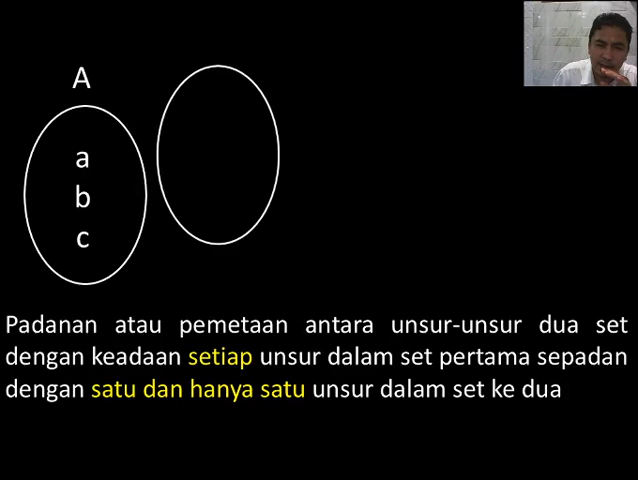 A
a
b
c
Padanan atau pemetaan antara unsur-unsur dua set
dengan keadaan setiap unsur dalam set pertama sepadan
dengan satu dan hanya satu unsur dalam set ke dua